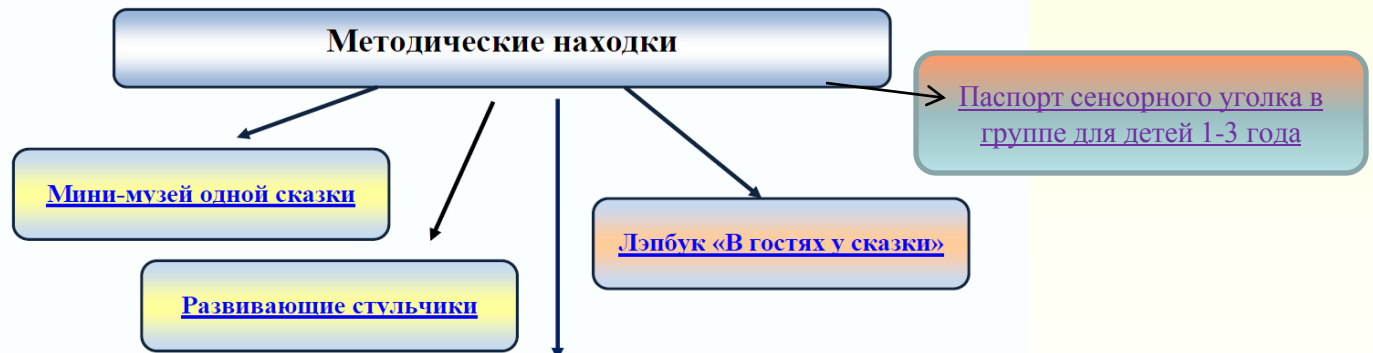 Методические находки
Паспорт сенсорного уголка в
группе для детей 1-3 года
Мини-музей одной сказки
Лэпбук «В гостях у сказки»
Развивающие стульчики